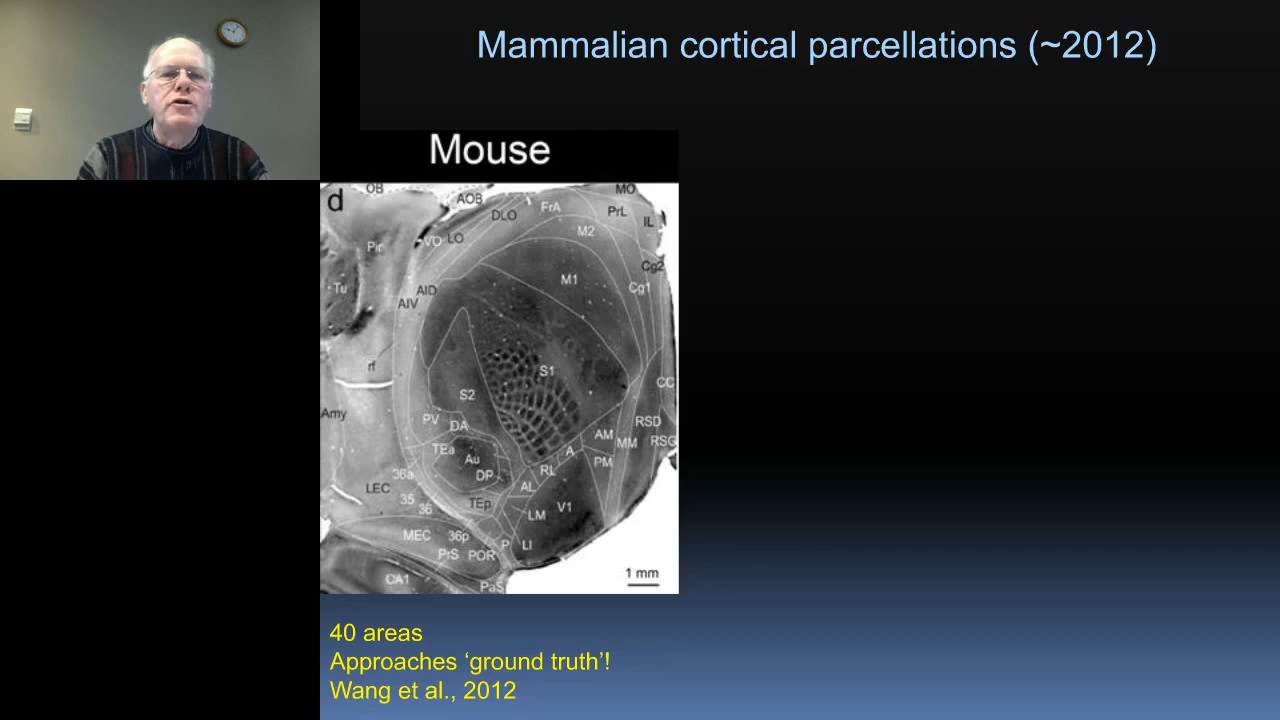 Mammalian cortical parcellations (~2012)
Mouse
d
OB
MO
AOB
FrA
DLO
PrL
IL
M2
VO
LO
Pir
Cg2
M1
Tu
AID
Cg1
AIV
rf
S1
CC
S2
Amy
PV
DA
RSD
AM
MM
RSG
TEa
A
Au
PM
RL
36a
DP
LEC
AL
35
TEp
36
V1
LM
MEC
36p
P
LI
PrS
POR
CA1
PaS
1 mm
40 areas
Approaches ‘ground truth’!
Wang et al., 2012